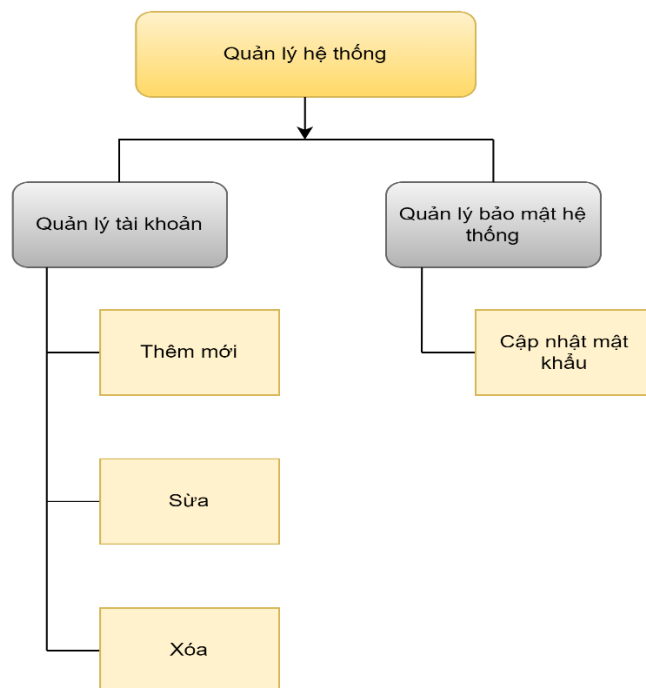 Quản lý hệ thống
Quản lý tài khoản
Quản lý bảo mật hệ
thống
Thêm mới
Cập nhật mật
khẩu
Sừa
Xóa